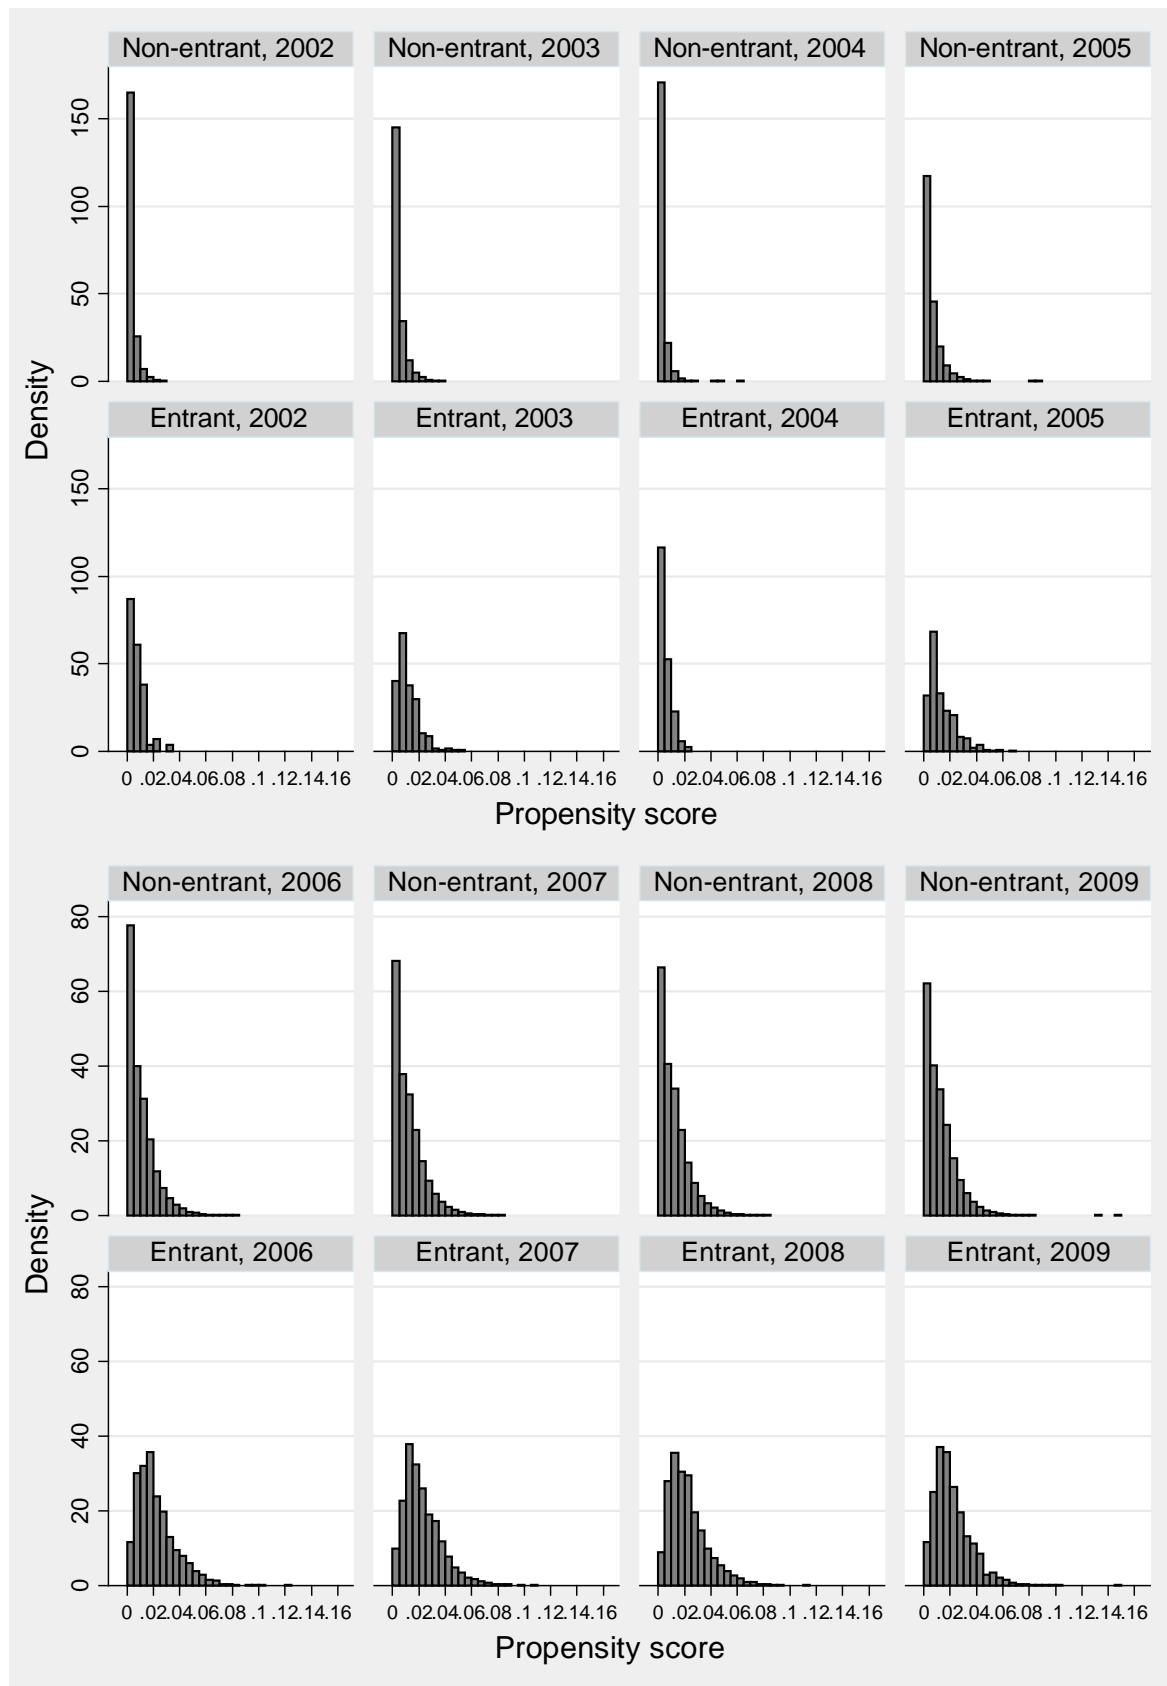 Non-entrant, 2002 Non-entrant, 2003 Non-entrant, 2004 Non-entrant, 2005
150
100
50
0
Entrant, 2002 Entrant, 2003 Entrant, 2004 Entrant, 2005
150
100
50
0
Density
0 .02 .04 .06 .08 .1 .12 .14 .16 0 .02 .04 .06 .08 .1 .12 .14 .16 0 .02 .04 .06 .08 .1 .12 .14 .16 0 .02 .04 .06 .08 .1 .12 .14 .16
Propensity score
Non-entrant, 2006 Non-entrant, 2007 Non-entrant, 2008 Non-entrant, 2009
80
60
40
20
0
Entrant, 2006 Entrant, 2007 Entrant, 2008 Entrant, 2009
80
60
40
20
0
Density
0 .02 .04 .06 .08 .1 .12 .14 .16 0 .02 .04 .06 .08 .1 .12 .14 .16 0 .02 .04 .06 .08 .1 .12 .14 .16 0 .02 .04 .06 .08 .1 .12 .14 .16
Propensity score